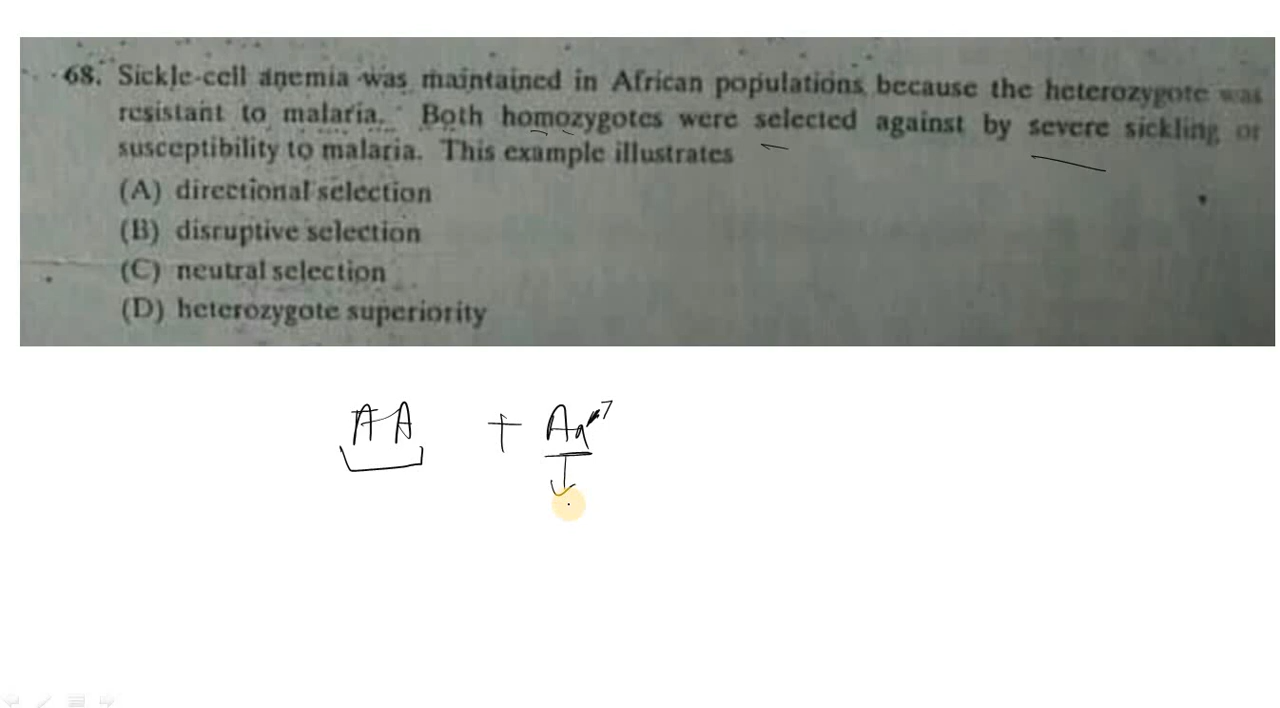 68. Sickle-cell anemia was maintained in African populations because the heterozygote was
resistant to malaria. Both homozygotes were selected against by severe sickling or
susceptibility to malaria. This example illustrates
(A) directional selection
(B) disruptive selection
(C) neutral selection
(D) heterozygote superiority
AA + Aa